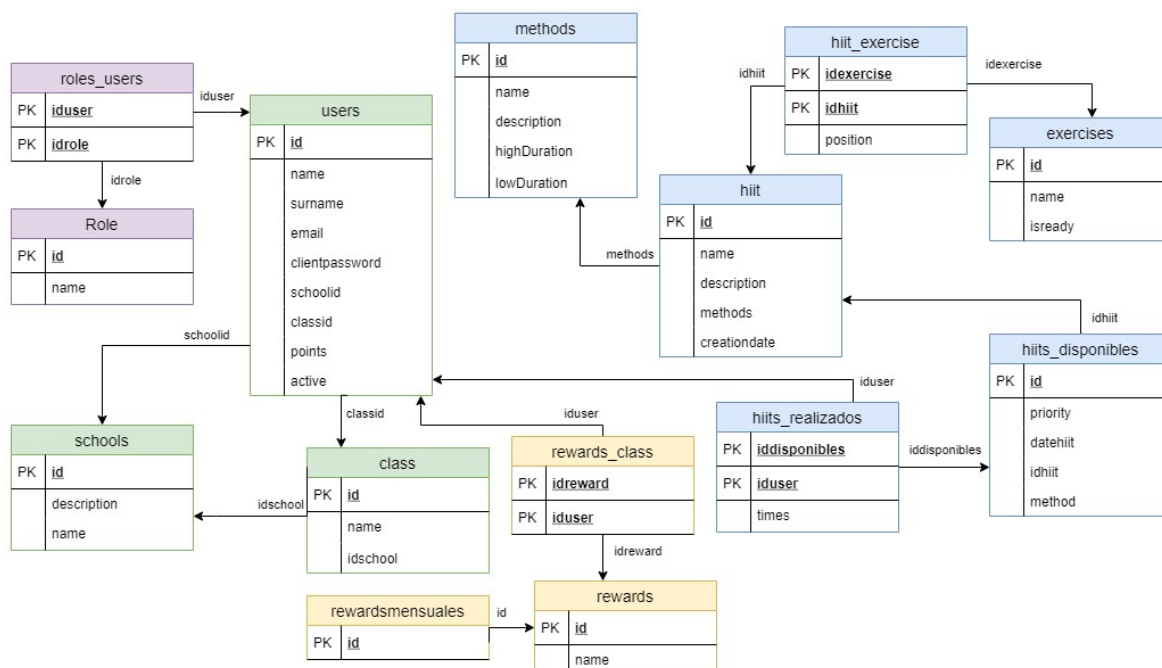 methods
PK id
name
description
highDuration
lowDuration
hiit_exercise
PK idexercise
PK idhiit
position
idhiit
idexercise
roles_users
PK iduser
PK idrole
iduser
idrole
users
PK id
name
surname
email
clientpassword
schoolid
classid
points
active
exercises
PK id
name
isready
hiit
PK id
name
description
methods
creationdate
methods
Role
PK id
name
schoolid
classid
idhiit
hiits_disponibles
PK id
priority
datehiit
idhiit
method
iduser
iduser
hiits_realizados
PK iddisponibles
PK iduser
times
iddisponibles
schools
PK id
description
name
idschool
class
PK id
name
idschool
rewards_class
PK idreward
PK iduser
idreward
rewardsmensuales
PK id
id
rewards
PK id
name